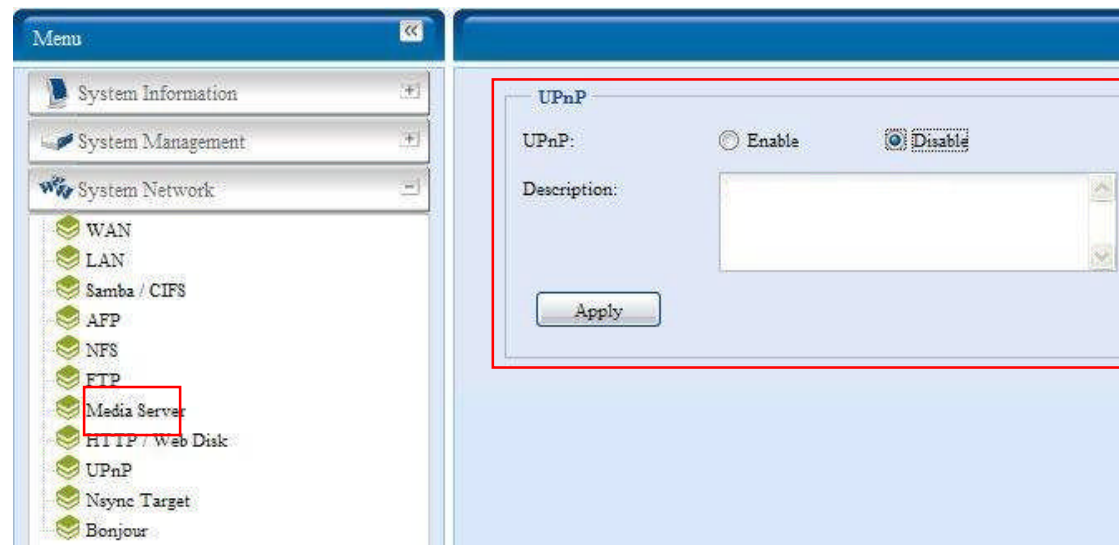 Menu
System Information
System Management
System Network
WAN
LAN
Samba / CIFS
AFP
NFS
FTP
Media Server
HTTP / Web Disk
UPnP
Nsync Target
Bonjour
UPnP
UPnP: Enable Disable
Description:
Apply